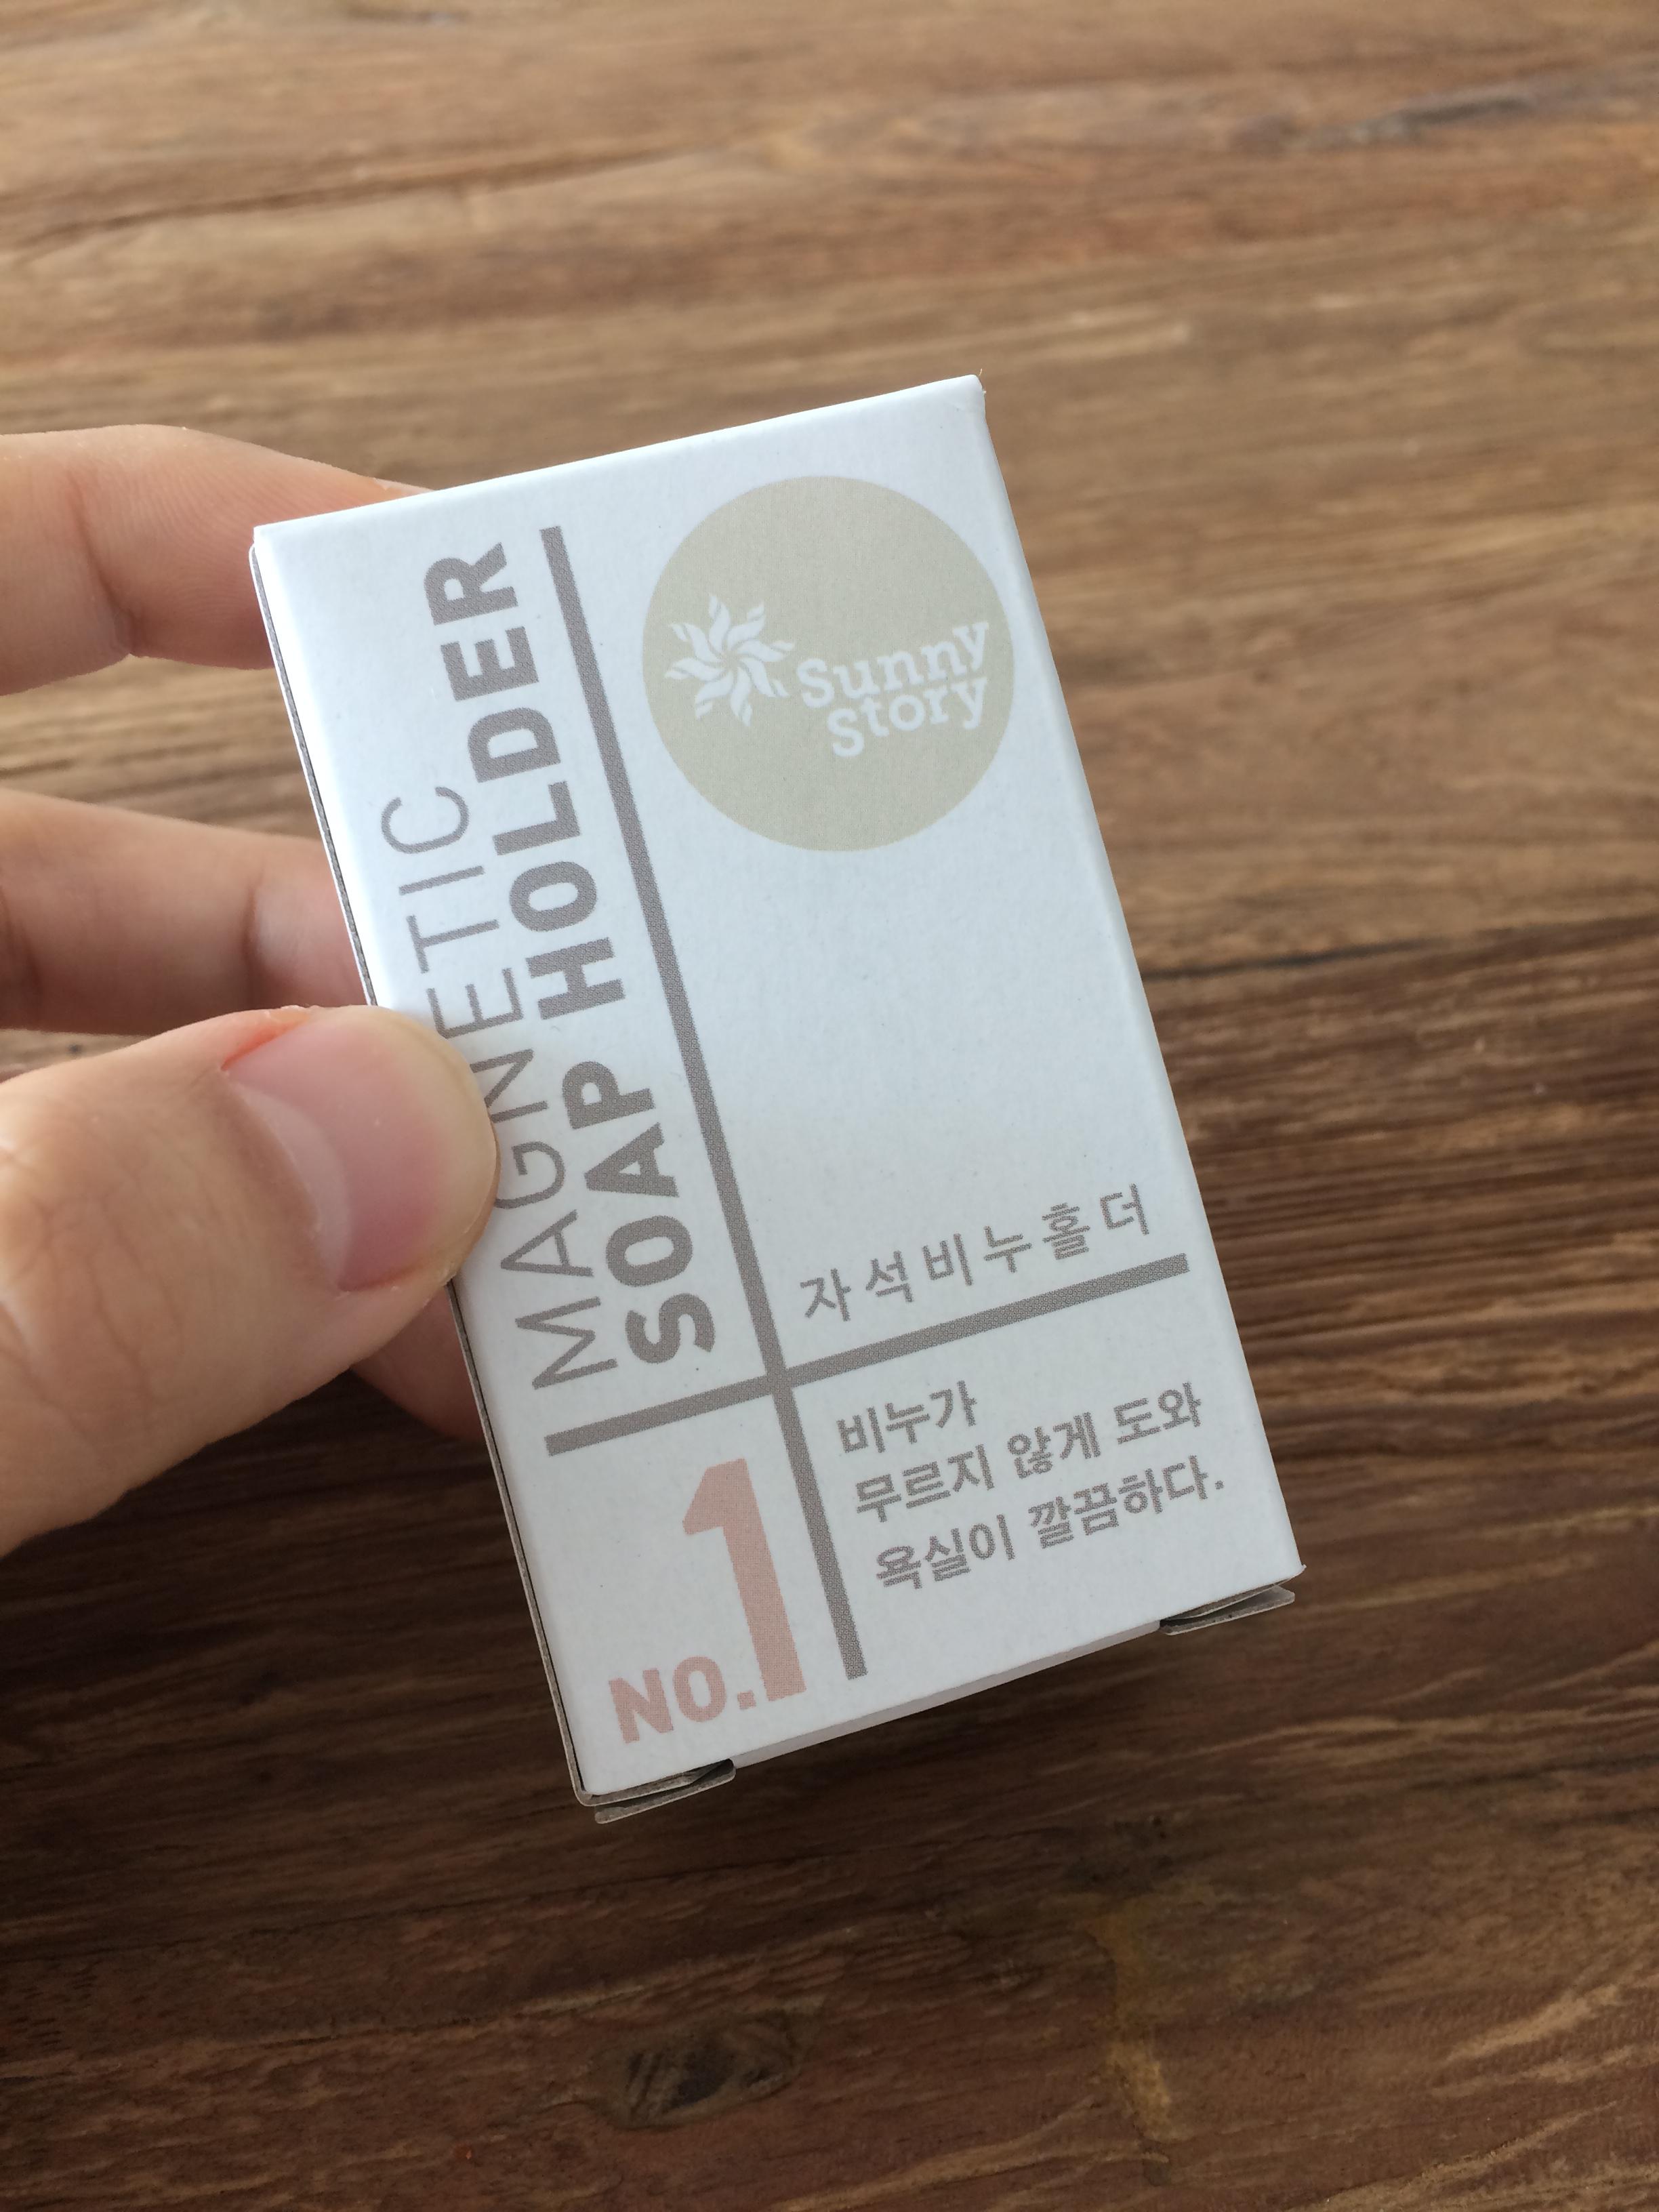 Sunny
Story
MAGNETIC
SOAP HOLDER
자석비누홀더
NO.1
비누가
무르지 않게 도와
욕실이 깔끔하다.